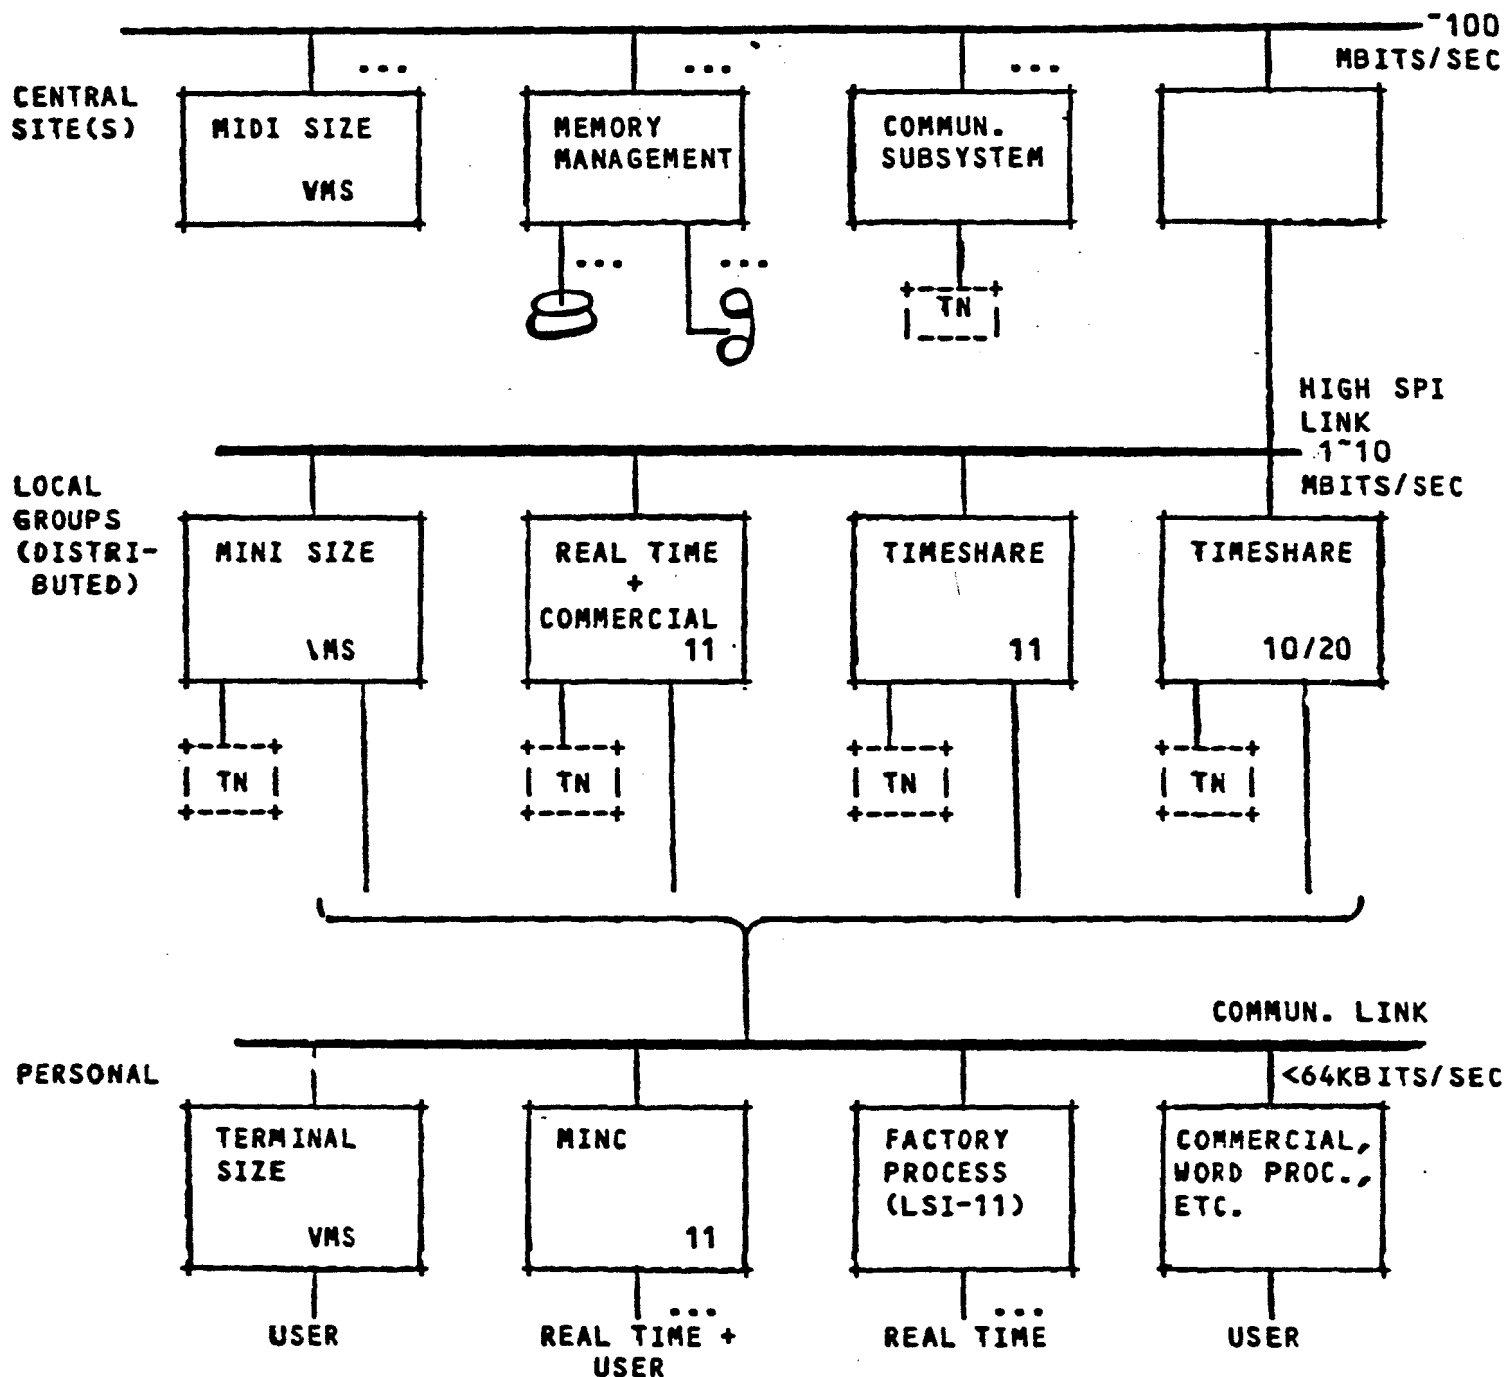 ~100
MBITS/SEC
CENTRAL
SITE(S)
...
...
...
MIDI SIZE
VMS
MEMORY
MANAGEMENT
COMMUN.
SUBSYSTEM
...
...
TN
HIGH SPI
LINK
1~10
MBITS/SEC
LOCAL
GROUPS
(DISTRI-
BUTED)
MINI SIZE
\MS
REAL TIME
+
COMMERCIAL
11
TIMESHARE
11
TIMESHARE
10/20
TN
TN
TN
TN
COMMUN. LINK
PERSONAL
<64KBITS/SEC
TERMINAL
SIZE
VMS
MINC
11
FACTORY
PROCESS
(LSI-11)
COMMERCIAL,
WORD PROC.,
ETC.
USER
...
REAL TIME +
USER
...
REAL TIME
USER